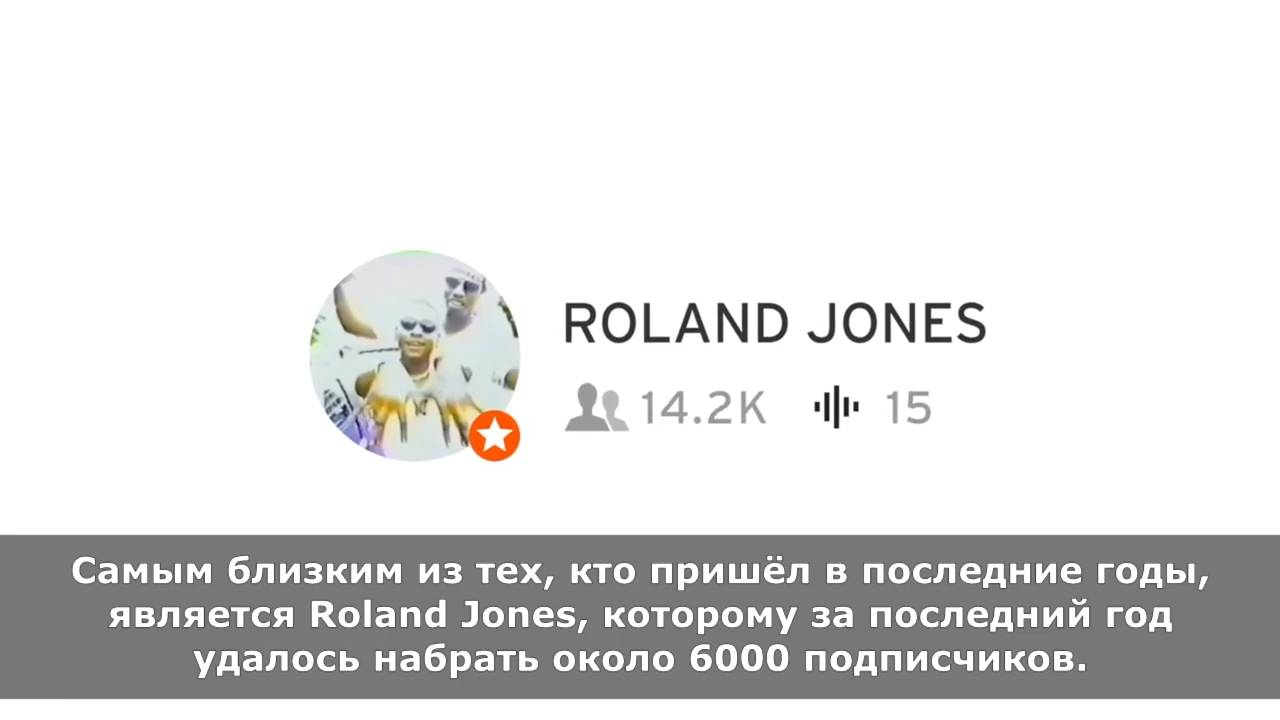 ROLAND JONES
14.2K 15
Самым близким из тех, кто пришёл в последние годы,
является Roland Jones, которому за последний год
удалось набрать около 6000 подписчиков.